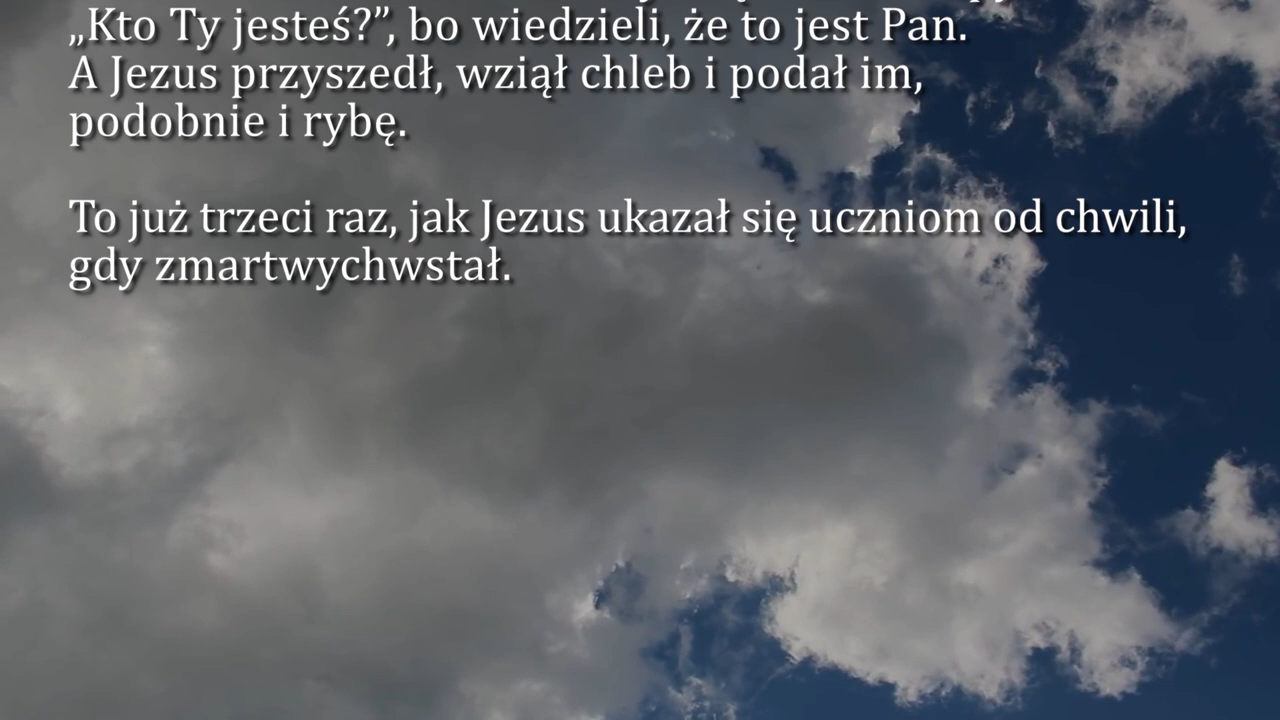 „Kto Ty jesteś?”, bo wiedzieli, że to jest Pan.
A Jezus przyszedł, wziął chleb i podał im,
podobnie i rybę.
To już trzeci raz, jak Jezus ukazał się uczniom od chwili,
gdy zmartwychwstał.